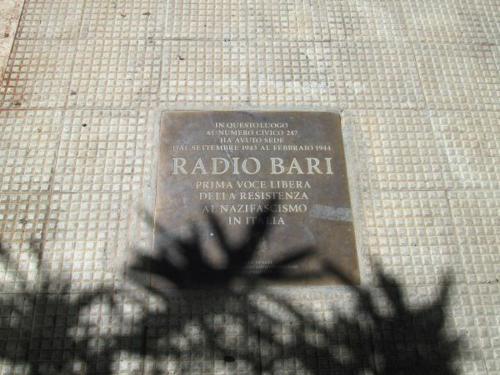 IN QUESTO LUOGO
AL NUMERO CIVICO 247
HA AVUTO SEDE
DAL SETTEMBRE 1943 AL FEBBRAIO 1944
RADIO BARI
PRIMA VOCE LIBERA
DELLA RESISTENZA
AL NAZIFASCISMO
IN ITALIA